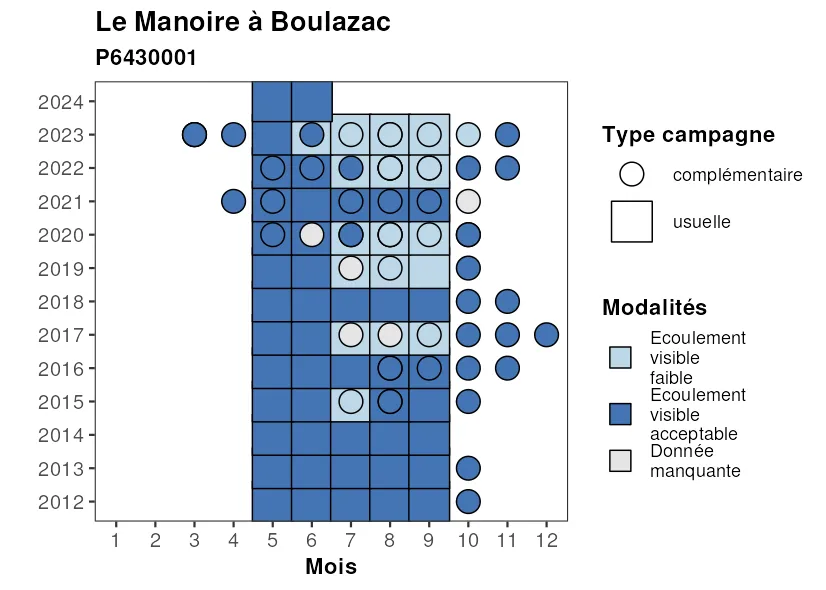 Le Manoire à Boulazac
P6430001
2024
2023
2022
2021
2020
2019
2018
2017
2016
2015
2014
2013
2012
1 2 3 4 5 6 7 8 9 10 11 12
Mois
Type campagne
complémentaire
usuelle
Modalités
Ecoulement
visible
faible
Ecoulement
visible
acceptable
Donnée
manquante